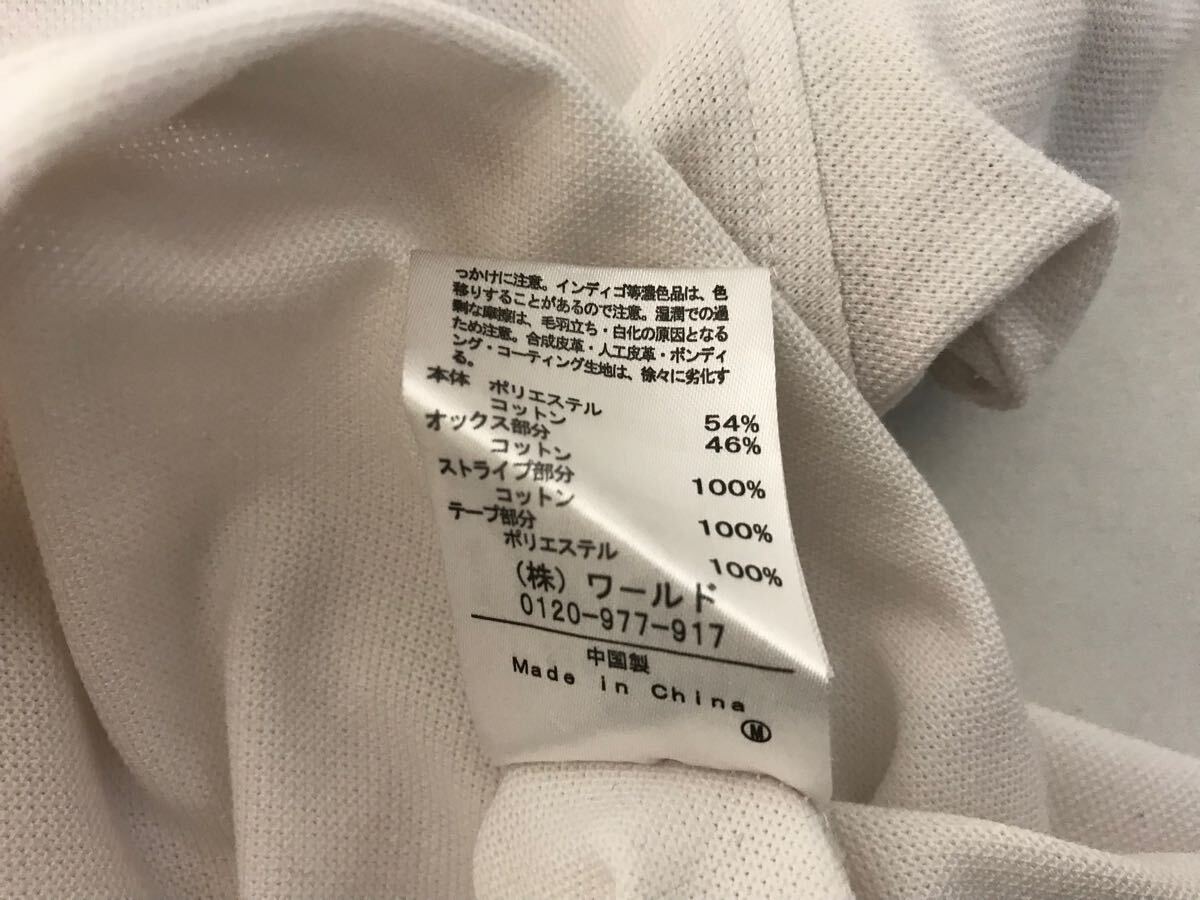 っかけに注意。インディゴ等濃色品は、色
移りすることがあるので注意。湿潤での過
剰な摩擦は、毛羽立ち・白化の原因となる
ため注意。合成皮革・人工皮革・ボンディ
ング・コーティング生地は、徐々に劣化す
る。
本体 ポリエステル 54%
コットン 46%
オックス部分
コットン 100%
ストライプ部分
コットン 100%
テープ部分
ポリエステル 100%
(株) ワールド
0120-977-917
中国製
Made in China
Ⓜ